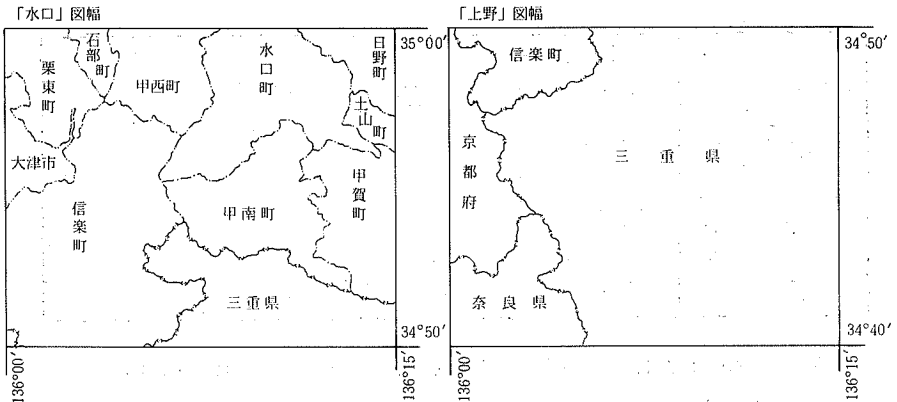 「水口」図幅
35°00′
石部町
日野町
水口町
栗東町
甲西町
土山町
大津市
甲賀町
信楽町
甲南町
三重県
34°50′
136°00′
136°15′
「上野」図幅
34°50′
信楽町
京都府
三重県
奈良県
34°40′
136°00′
136°15′